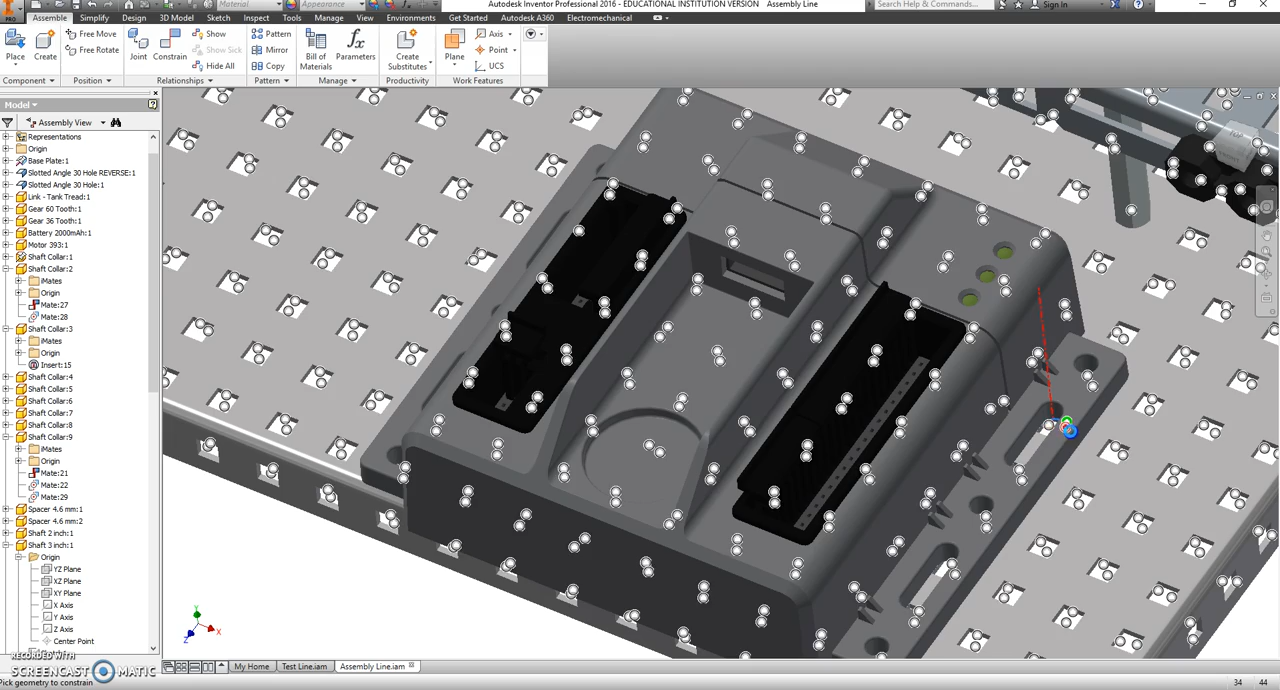 Material
Appearance
Autodesk Inventor Professional 2016 - EDUCATIONAL INSTITUTION VERSION Assembly Line
Search Help & Commands...
Sign In
PRO
Assemble Simplify Design 3D Model Sketch Inspect Tools Manage View Environments Get Started Autodesk A360 Electromechanical
Place Create
Free Move
Free Rotate
Joint Constrain
Show
Show Sick
Hide All
Pattern
Mirror
Copy
Bill of Materials
fx
Parameters
Create Substitutes
Plane
Axis
Point
UCS
Component Position Relationships Pattern Manage Productivity Work Features
Model
Assembly View
Representations
Origin
Base Plate:1
Slotted Angle 30 Hole REVERSE:1
Slotted Angle 30 Hole:1
Link - Tank Tread:1
Gear 60 Tooth:1
Gear 36 Tooth:1
Battery 2000mAh:1
Motor 393:1
Shaft Collar:1
Shaft Collar:2
iMates
Origin
Mate:27
Mate:28
Shaft Collar:3
iMates
Origin
Insert:15
Shaft Collar:4
Shaft Collar:5
Shaft Collar:6
Shaft Collar:7
Shaft Collar:8
Shaft Collar:9
iMates
Origin
Mate:21
Mate:22
Mate:29
Spacer 4.6 mm:1
Spacer 4.6 mm:2
Shaft 2 inch:1
Shaft 3 inch:1
Origin
YZ Plane
XZ Plane
XY Plane
X Axis
Y Axis
Z Axis
Center Point
Y
X
Z
RECORDED WITH
SCREENCAST MATIC
My Home Test Line.iam Assembly Line.iam
Pick geometry to constrain
34 44